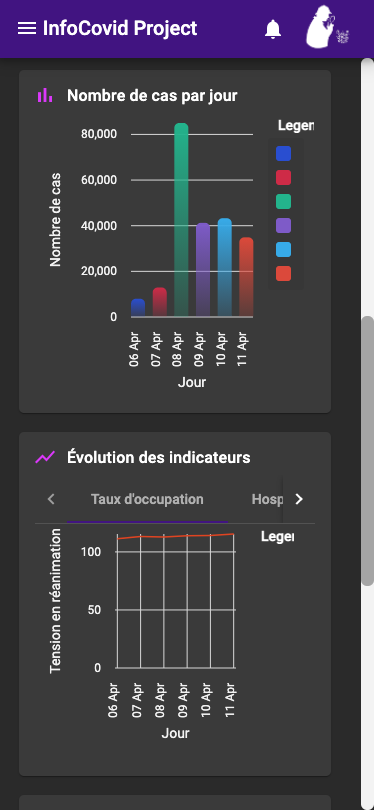 InfoCovid Project
Nombre de cas par jour
Nombre de cas
80,000
60,000
40,000
20,000
0
06 Apr
07 Apr
08 Apr
09 Apr
10 Apr
11 Apr
Jour
Legen
Évolution des indicateurs
Taux d'occupation
Hosp
Tension en réanimation
100
50
0
06 Apr
07 Apr
08 Apr
09 Apr
10 Apr
11 Apr
Jour
Legen